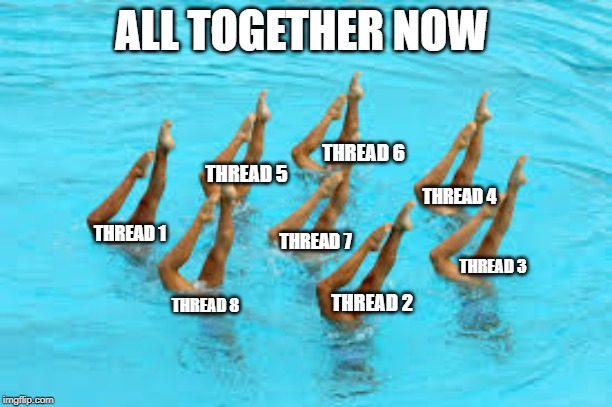 ALL TOGETHER NOW
THREAD 6
THREAD 5
THREAD 4
THREAD 1
THREAD 7
THREAD 3
THREAD 8
THREAD 2
imgflip.com